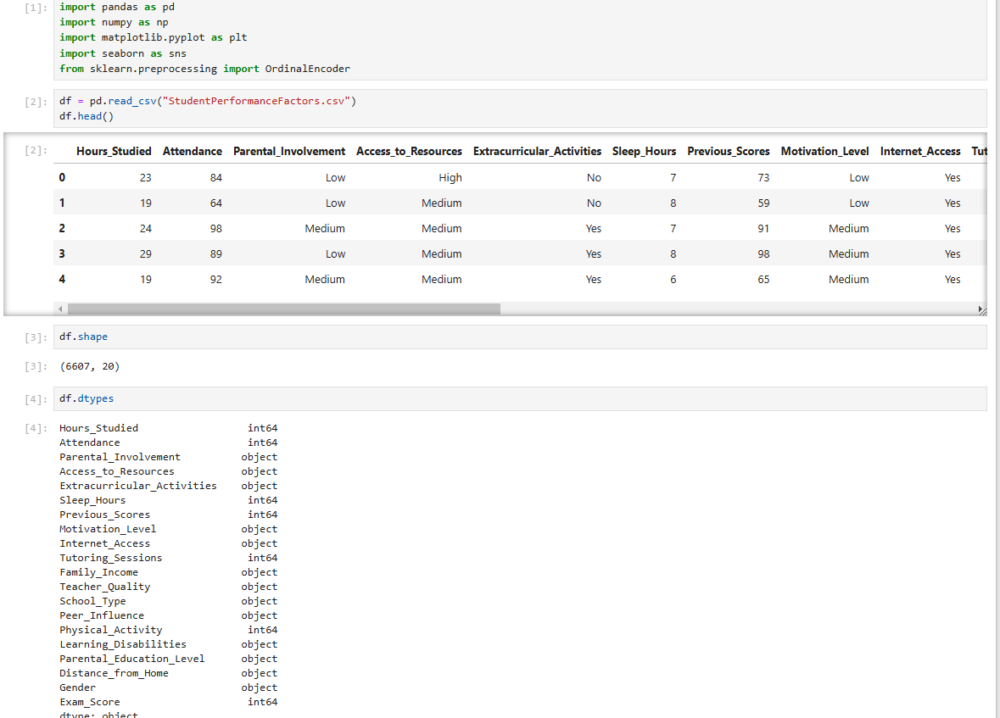 [1]: import pandas as pd
import numpy as np
import matplotlib.pyplot as plt
import seaborn as sns
from sklearn.preprocessing import OrdinalEncoder
[2]: df = pd.read_csv("StudentPerformanceFactors.csv")
df.head()
[2]: Hours_Studied Attendance Parental_Involvement Access_to_Resources Extracurricular_Activities Sleep_Hours Previous_Scores Motivation_Level Internet_Access Tut
0 23 84 Low High No 7 73 Low Yes
1 19 64 Low Medium No 8 59 Low Yes
2 24 98 Medium Medium Yes 7 91 Medium Yes
3 29 89 Low Medium Yes 8 98 Medium Yes
4 19 92 Medium Medium Yes 6 65 Medium Yes
[3]: df.shape
[3]: (6607, 20)
[4]: df.dtypes
[4]: Hours_Studied int64
Attendance int64
Parental_Involvement object
Access_to_Resources object
Extracurricular_Activities object
Sleep_Hours int64
Previous_Scores int64
Motivation_Level object
Internet_Access object
Tutoring_Sessions int64
Family_Income object
Teacher_Quality object
School_Type object
Peer_Influence object
Physical_Activity int64
Learning_Disabilities object
Parental_Education_Level object
Distance_from_Home object
Gender object
Exam_Score int64
dtype: object